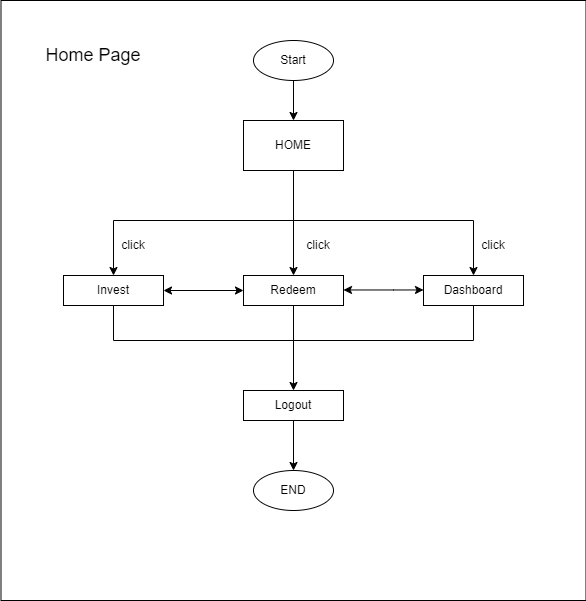 Home Page
Start
HOME
click
click
click
Invest
Redeem
Dashboard
Logout
END